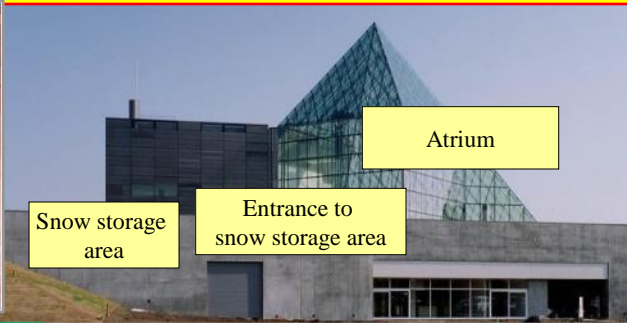 Atrium
Snow storage
area
Entrance to
snow storage area